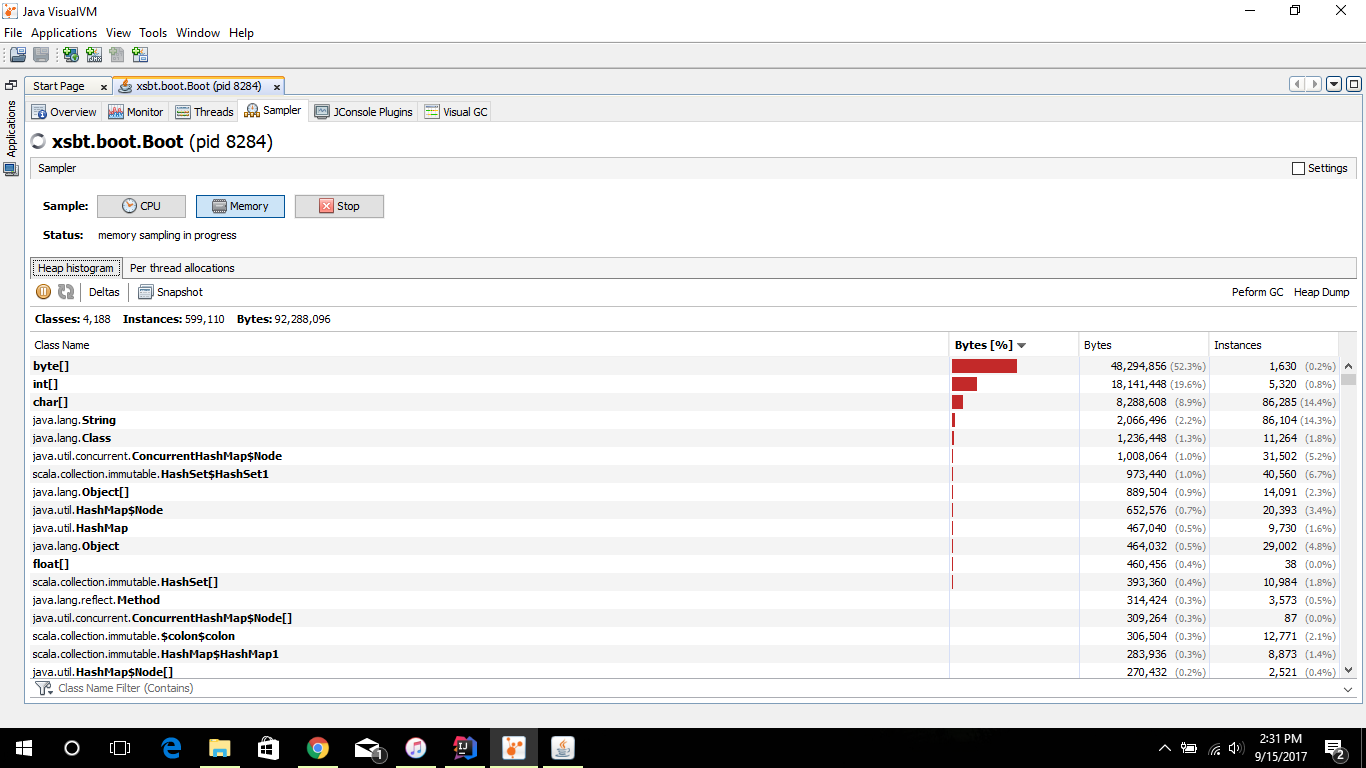 Java VisualVM
File Applications View Tools Window Help
Start Page xsbt.boot.Boot (pid 8284)
Applications
Overview Monitor Threads Sampler JConsole Plugins Visual GC
xsbt.boot.Boot (pid 8284)
Sampler Settings
Sample: CPU Memory Stop
Status: memory sampling in progress
Heap histogram Per thread allocations
Deltas Snapshot Peform GC Heap Dump
Classes: 4,188 Instances: 599,110 Bytes: 92,288,096
Class Name Bytes [%] Bytes Instances
byte[] 48,294,856 (52.3%) 1,630 (0.2%)
int[] 18,141,448 (19.6%) 5,320 (0.8%)
char[] 8,288,608 (8.9%) 86,285 (14.4%)
java.lang.String 2,066,496 (2.2%) 86,104 (14.3%)
java.lang.Class 1,236,448 (1.3%) 11,264 (1.8%)
java.util.concurrent.ConcurrentHashMap$Node 1,008,064 (1.0%) 31,502 (5.2%)
scala.collection.immutable.HashSet$HashSet1 973,440 (1.0%) 40,560 (6.7%)
java.lang.Object[] 889,504 (0.9%) 14,091 (2.3%)
java.util.HashMap$Node 652,576 (0.7%) 20,393 (3.4%)
java.util.HashMap 467,040 (0.5%) 9,730 (1.6%)
java.lang.Object 464,032 (0.5%) 29,002 (4.8%)
float[] 460,456 (0.4%) 38 (0.0%)
scala.collection.immutable.HashSet[] 393,360 (0.4%) 10,984 (1.8%)
java.lang.reflect.Method 314,424 (0.3%) 3,573 (0.5%)
java.util.concurrent.ConcurrentHashMap$Node[] 309,264 (0.3%) 87 (0.0%)
scala.collection.immutable.$colon$colon 306,504 (0.3%) 12,771 (2.1%)
scala.collection.immutable.HashMap$HashMap1 283,936 (0.3%) 8,873 (1.4%)
java.util.HashMap$Node[] 270,432 (0.2%) 2,521 (0.4%)
Class Name Filter (Contains)
1
2:31 PM
9/15/2017
2